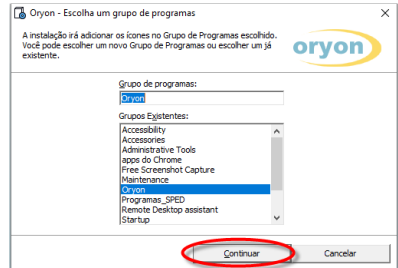 Oryon - Escolha um grupo de programas
A instalação irá adicionar os ícones no Grupo de Programas escolhido.
Você pode escolher um novo Grupo de Programas ou escolher um já
existente.
oryon
Grupo de programas:
Oryon
Grupos Existentes:
Accessibility
Accessories
Administrative Tools
apps do Chrome
Free Screenshot Capture
Maintenance
Oryon
Programas_SPED
Remote Desktop assistant
Startup
Continuar
Cancelar